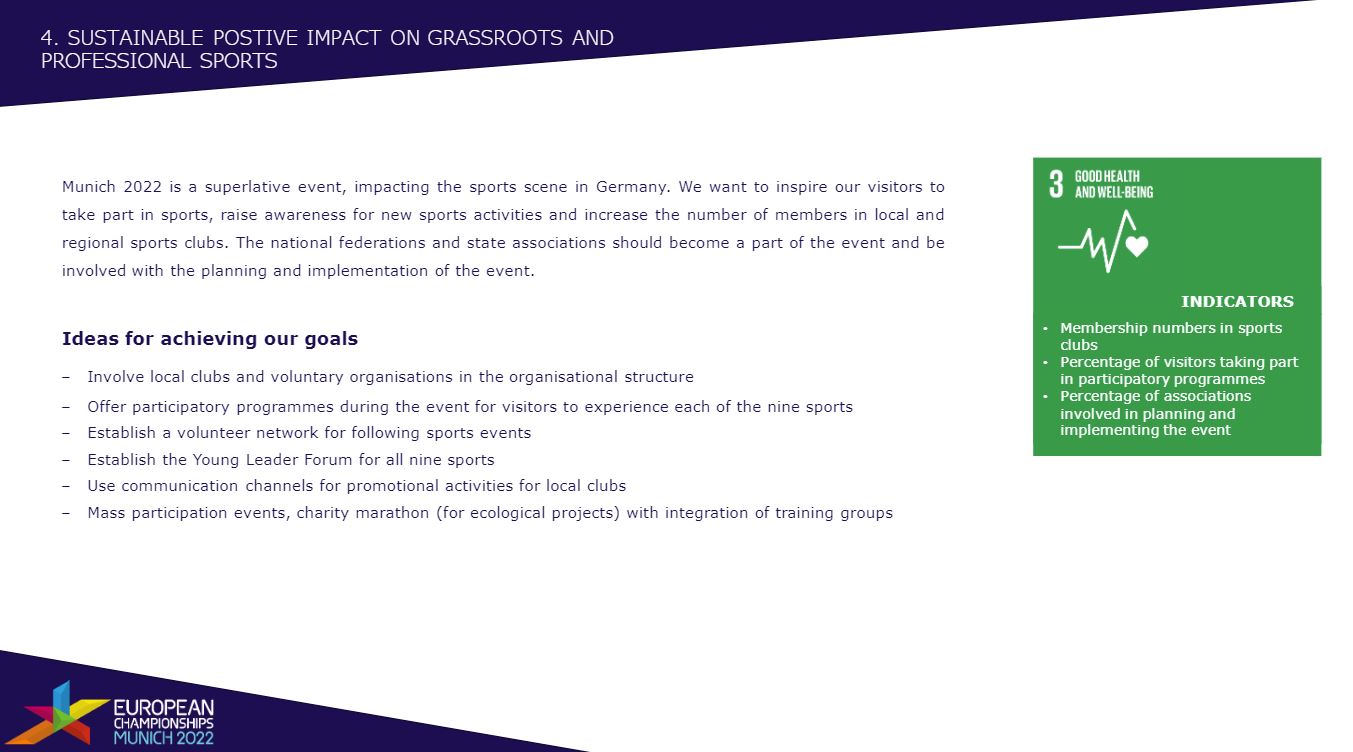 4. SUSTAINABLE POSTIVE IMPACT ON GRASSROOTS AND
PROFESSIONAL SPORTS
Munich 2022 is a superlative event, impacting the sports scene in Germany. We want to inspire our visitors to
take part in sports, raise awareness for new sports activities and increase the number of members in local and
regional sports clubs. The national federations and state associations should become a part of the event and be
involved with the planning and implementation of the event.
Ideas for achieving our goals
– Involve local clubs and voluntary organisations in the organisational structure
– Offer participatory programmes during the event for visitors to experience each of the nine sports
– Establish a volunteer network for following sports events
– Establish the Young Leader Forum for all nine sports
– Use communication channels for promotional activities for local clubs
– Mass participation events, charity marathon (for ecological projects) with integration of training groups
3 GOOD HEALTH
AND WELL-BEING
INDICATORS
• Membership numbers in sports
clubs
• Percentage of visitors taking part
in participatory programmes
• Percentage of associations
involved in planning and
implementing the event
EUROPEAN
CHAMPIONSHIPS
MUNICH 2022